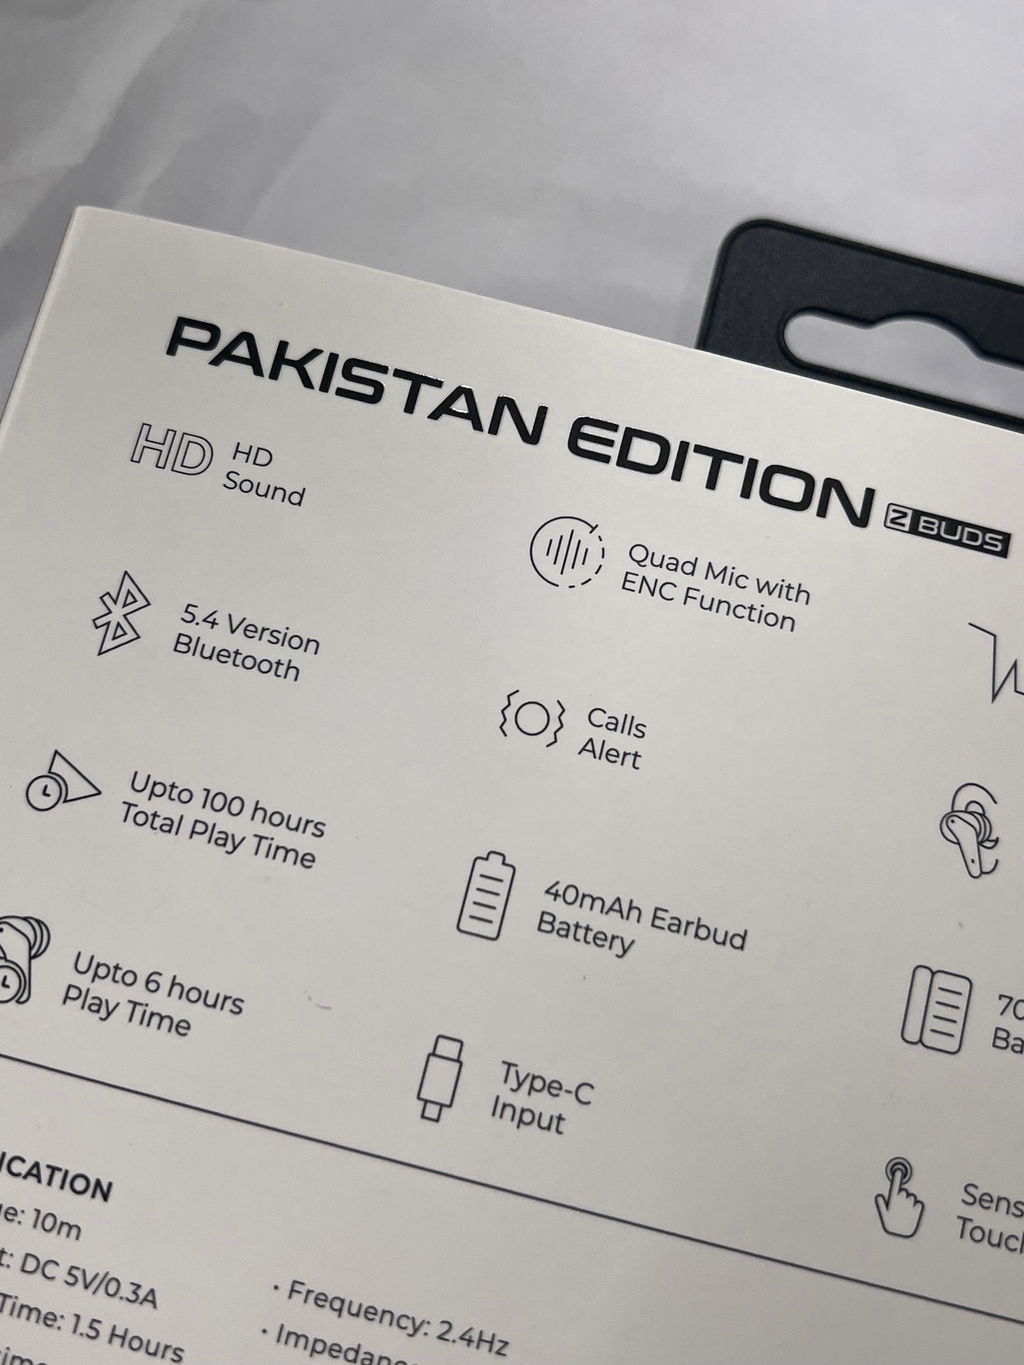 PAKISTAN EDITION Z BUDS
HD HD
Sound
Quad Mic with
ENC Function
5.4 Version
Bluetooth
Calls
Alert
Upto 100 hours
Total Play Time
40mAh Earbud
Battery
Upto 6 hours
Play Time
Type-C
Input
10m
DC 5V/0.3A
Time: 1.5 Hours
· Frequency: 2.4Hz